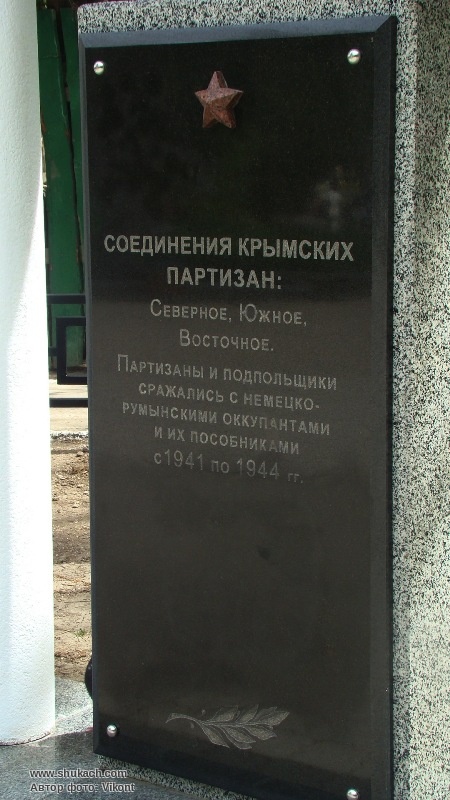 СОЕДИНЕНИЯ КРЫМСКИХ
ПАРТИЗАН:
Северное, Южное,
Восточное.
Партизаны и подпольщики
сражались с немецко-
румынскими оккупантами
и их пособниками
с 1941 по 1944 гг.
www.shukach.com
Автор фото: Vikont